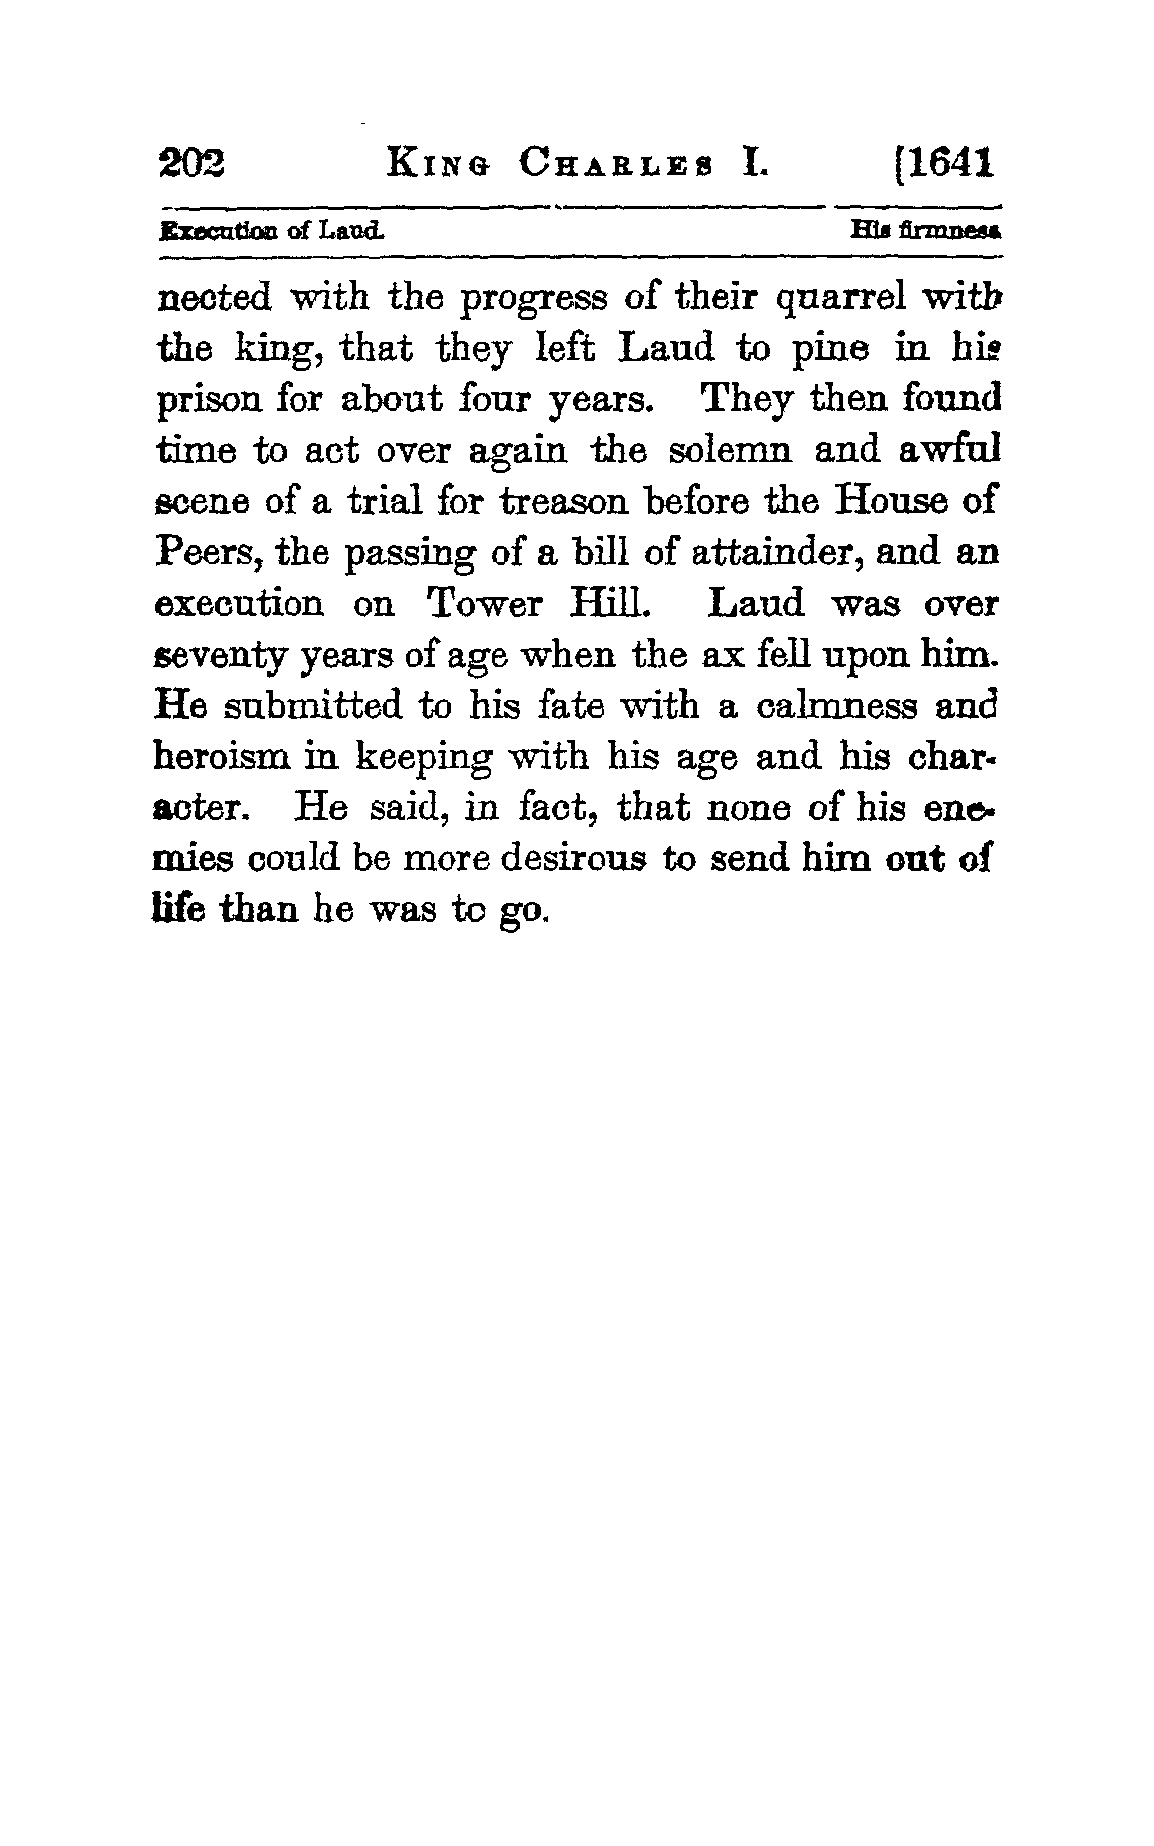 202 King Charles I. [1641
Execution of Laud. His firmness.
nected with the progress of their quarrel with
the king, that they left Laud to pine in his
prison for about four years. They then found
time to act over again the solemn and awful
scene of a trial for treason before the House of
Peers, the passing of a bill of attainder, and an
execution on Tower Hill. Laud was over
seventy years of age when the ax fell upon him.
He submitted to his fate with a calmness and
heroism in keeping with his age and his char-
acter. He said, in fact, that none of his ene-
mies could be more desirous to send him out of
life than he was to go.